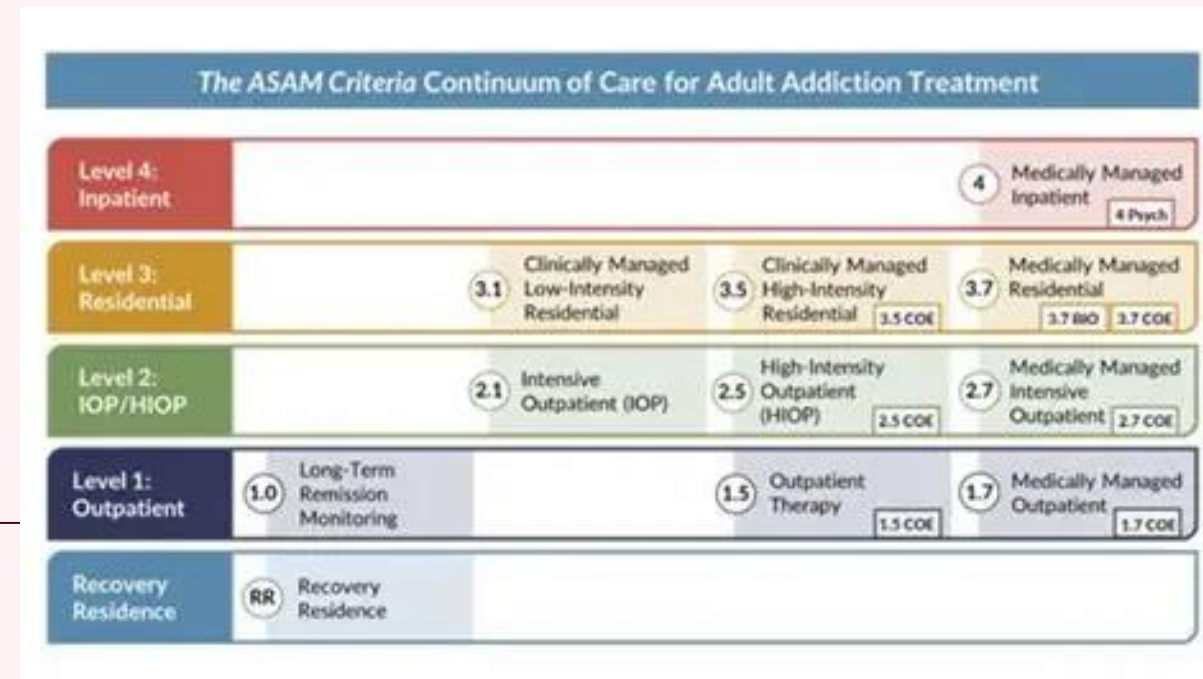 The ASAM Criteria Continuum of Care for Adult Addiction Treatment
Level 4:
Inpatient
4
Medically Managed
Inpatient
4 Psych
Level 3:
Residential
3.1
Clinically Managed
Low-Intensity
Residential
3.5
Clinically Managed
High-Intensity
Residential
3.5 COE
3.7
Medically Managed
Residential
3.7 BIO
3.7 COE
Level 2:
IOP/HIOP
2.1
Intensive
Outpatient (IOP)
2.5
High-Intensity
Outpatient
(HIOP)
2.5 COE
2.7
Medically Managed
Intensive
Outpatient
2.7 COE
Level 1:
Outpatient
1.0
Long-Term
Remission
Monitoring
1.5
Outpatient
Therapy
1.5 COE
1.7
Medically Managed
Outpatient
1.7 COE
Recovery
Residence
RR
Recovery
Residence